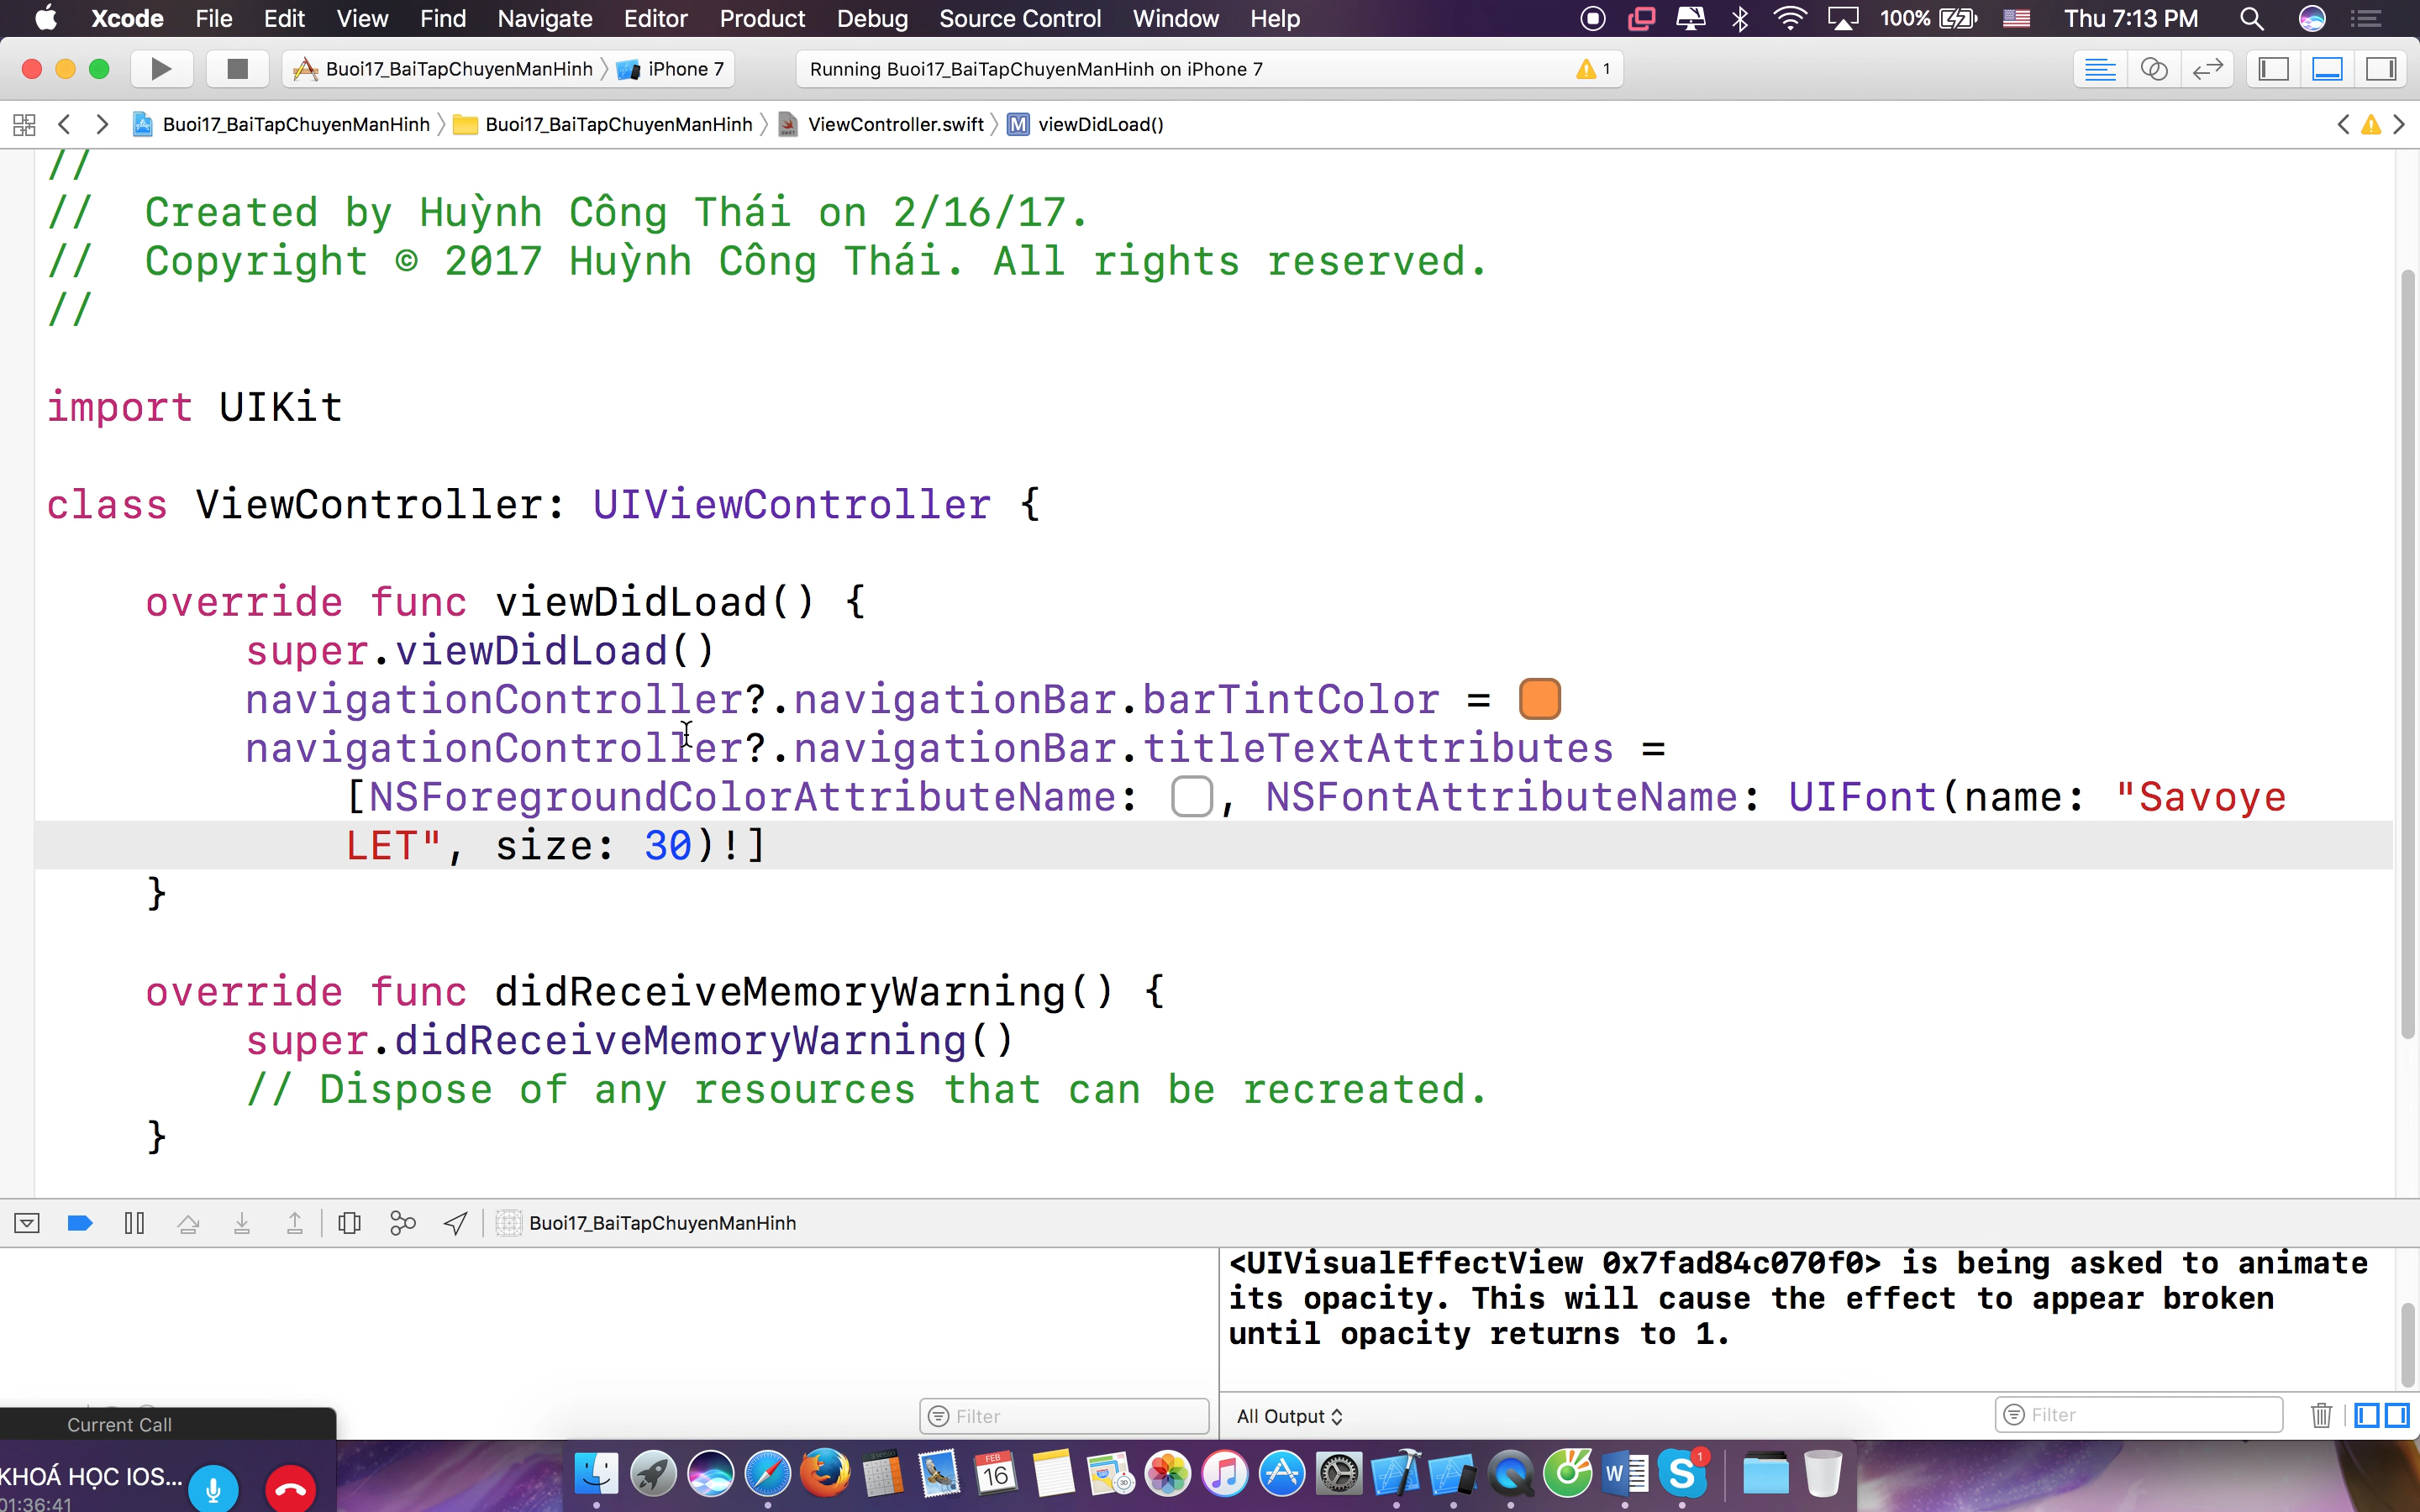 Xcode File Edit View Find Navigate Editor Product Debug Source Control Window Help 100% Thu 7:13 PM
Buoi17_BaiTapChuyenManHinh iPhone 7 Running Buoi17_BaiTapChuyenManHinh on iPhone 7 1
Buoi17_BaiTapChuyenManHinh Buoi17_BaiTapChuyenManHinh ViewController.swift M viewDidLoad()
//
// Created by Huỳnh Công Thái on 2/16/17.
// Copyright © 2017 Huỳnh Công Thái. All rights reserved.
//
import UIKit
class ViewController: UIViewController {
override func viewDidLoad() {
super.viewDidLoad()
navigationController?.navigationBar.barTintColor =
navigationController?.navigationBar.titleTextAttributes =
[NSForegroundColorAttributeName: , NSFontAttributeName: UIFont(name: "Savoye
LET", size: 30)!]
}
override func didReceiveMemoryWarning() {
super.didReceiveMemoryWarning()
// Dispose of any resources that can be recreated.
}
Buoi17_BaiTapChuyenManHinh
<UIVisualEffectView 0x7fad84c070f0> is being asked to animate
its opacity. This will cause the effect to appear broken
until opacity returns to 1.
Filter All Output Filter
Current Call
KHOÁ HỌC IOS...
01:36:41
FEB
16
W
S
1